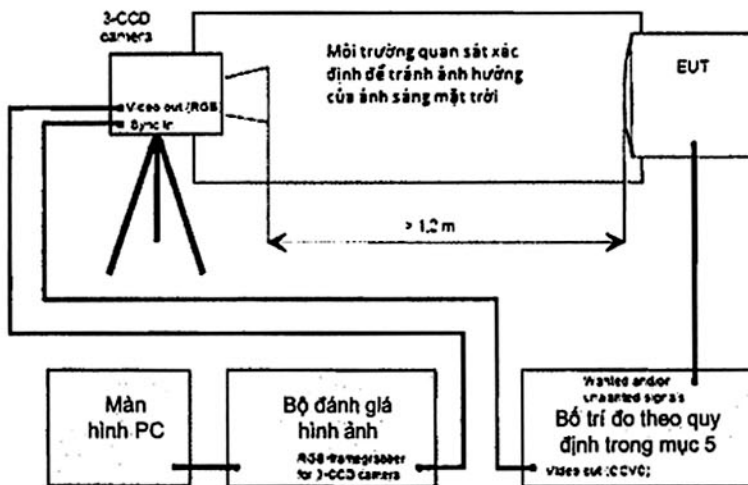 3-CCD
camera
Môi trường quan sát xác
định để tránh ảnh hưởng
của ánh sáng mặt trời
EUT
Video out (RGB)
Sync In
> 1,2 m
Màn
hình PC
Bộ đánh giá
hình ảnh
RGB-framegrabber
for 3-CCD camera
Wanted and/or
unwanted signals
Bố trí đo theo quy
định trong mục 5
Video out (CCVC)